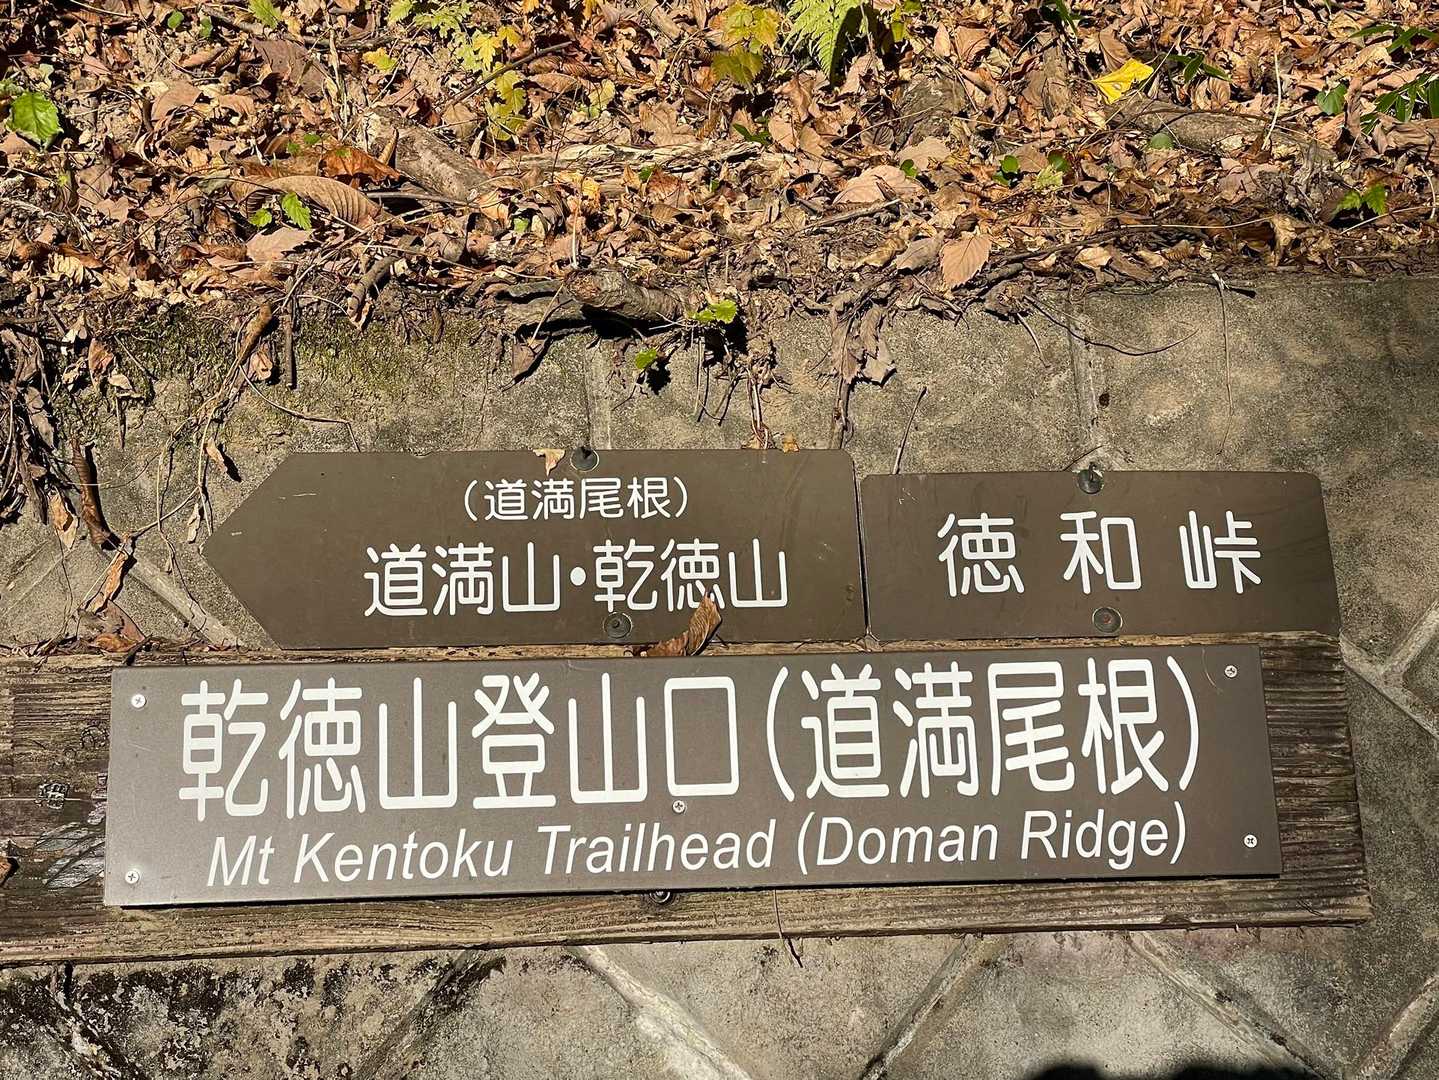 （道満尾根）
道満山・乾徳山
徳和峠
乾徳山登山口（道満尾根）
Mt Kentoku Trailhead (Doman Ridge)